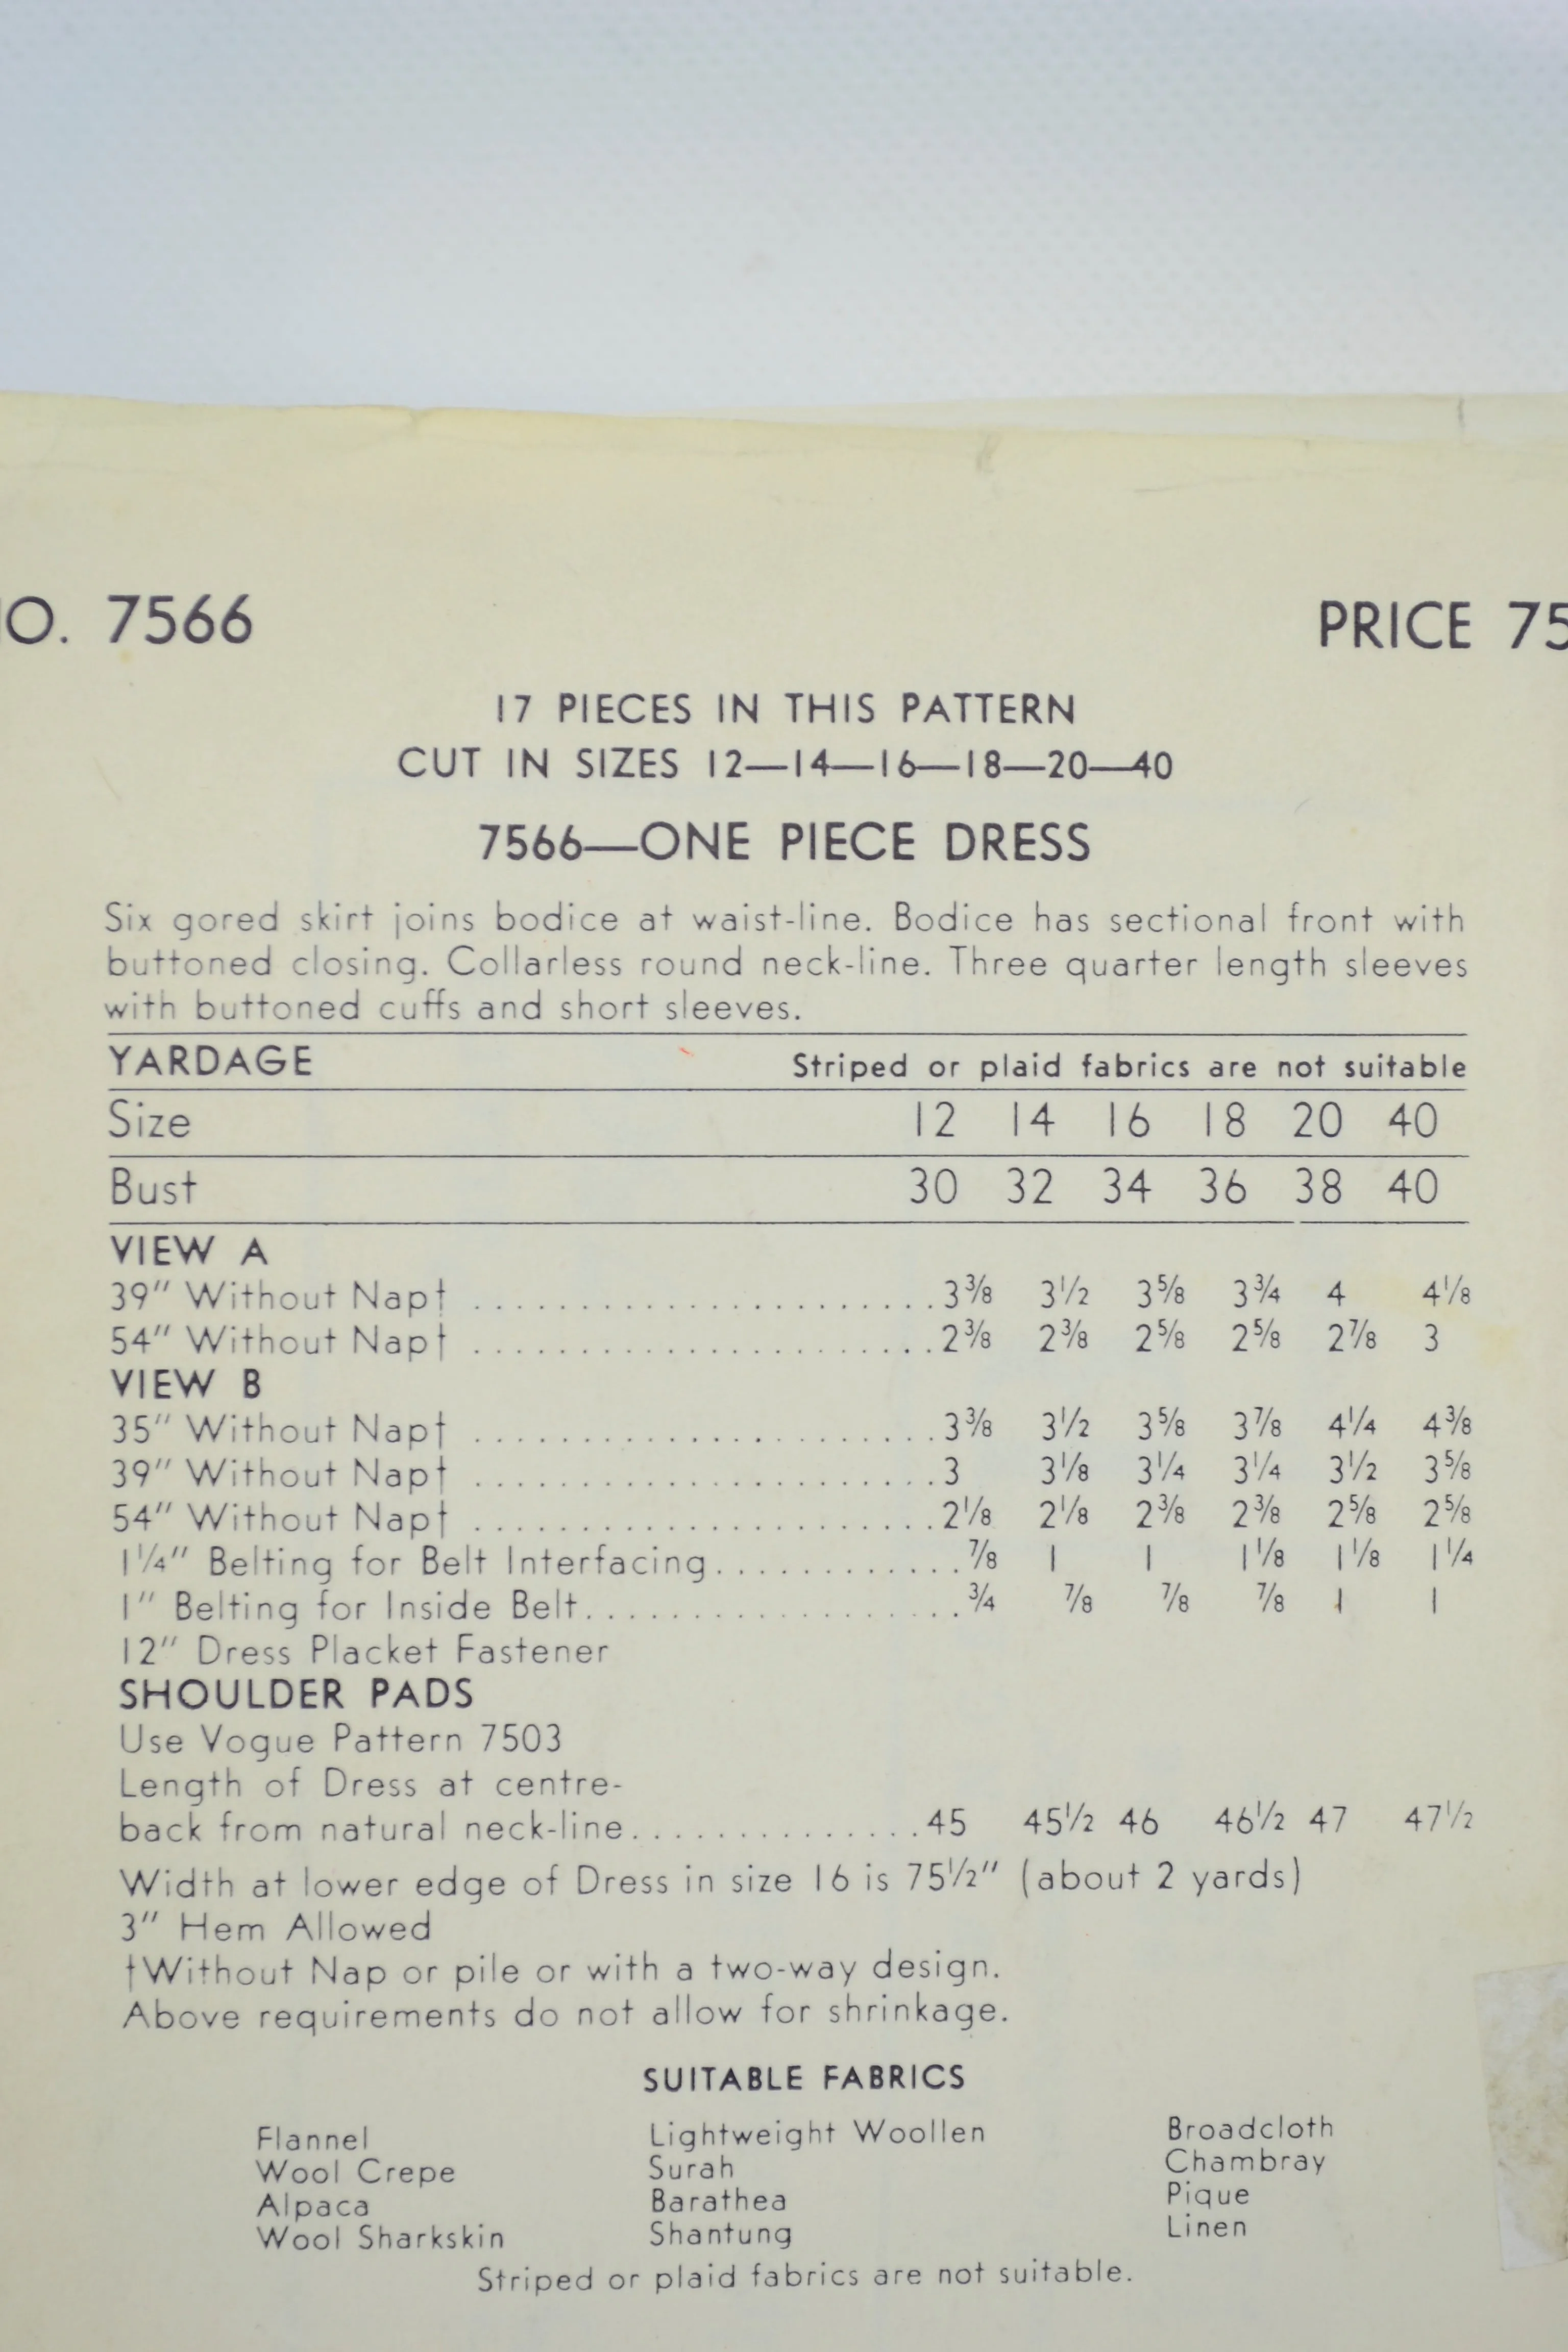 O. 7566 PRICE 75
17 PIECES IN THIS PATTERN
CUT IN SIZES 12—14—16—18—20—40
7566—ONE PIECE DRESS
Six gored skirt joins bodice at waist-line. Bodice has sectional front with
buttoned closing. Collarless round neck-line. Three quarter length sleeves
with buttoned cuffs and short sleeves.
YARDAGE Striped or plaid fabrics are not suitable
Size 12 14 16 18 20 40
Bust 30 32 34 36 38 40
VIEW A
39" Without Nap† ........................3⅜ 3½ 3⅝ 3¾ 4 4⅛
54" Without Nap† ........................2⅜ 2⅜ 2⅝ 2⅝ 2⅞ 3
VIEW B
35" Without Nap† ........................3⅜ 3½ 3⅝ 3⅞ 4¼ 4⅜
39" Without Nap† ........................3 3⅛ 3¼ 3¼ 3½ 3⅝
54" Without Nap† ........................2⅛ 2⅛ 2⅜ 2⅜ 2⅝ 2⅝
1¼" Belting for Belt Interfacing.............⅞ 1 1 1⅛ 1⅛ 1¼
1" Belting for Inside Belt....................¾ ⅞ ⅞ ⅞ 1 1
12" Dress Placket Fastener
SHOULDER PADS
Use Vogue Pattern 7503
Length of Dress at centre-
back from natural neck-line...............45 45½ 46 46½ 47 47½
Width at lower edge of Dress in size 16 is 75½" (about 2 yards)
3" Hem Allowed
†Without Nap or pile or with a two-way design.
Above requirements do not allow for shrinkage.
SUITABLE FABRICS
Flannel Lightweight Woollen Broadcloth
Wool Crepe Surah Chambray
Alpaca Barathea Pique
Wool Sharkskin Shantung Linen
Striped or plaid fabrics are not suitable.